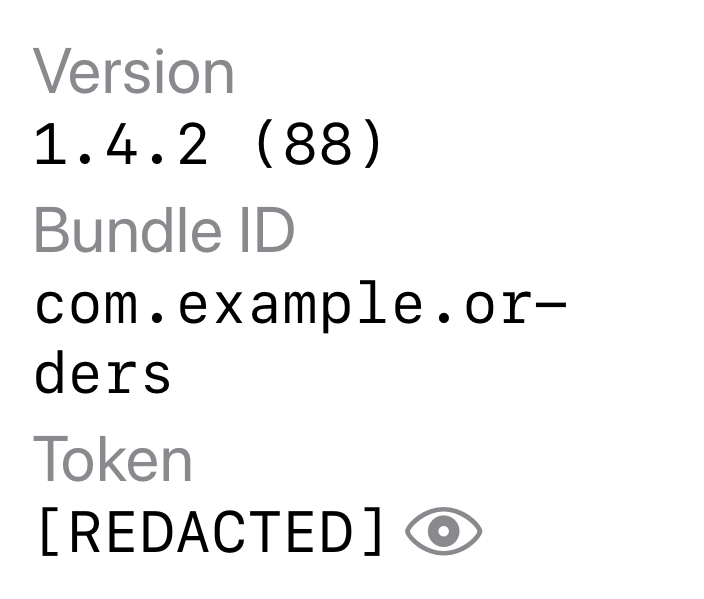 Version
1.4.2 (88)
Bundle ID
com.example.or-
ders
Token
[REDACTED]